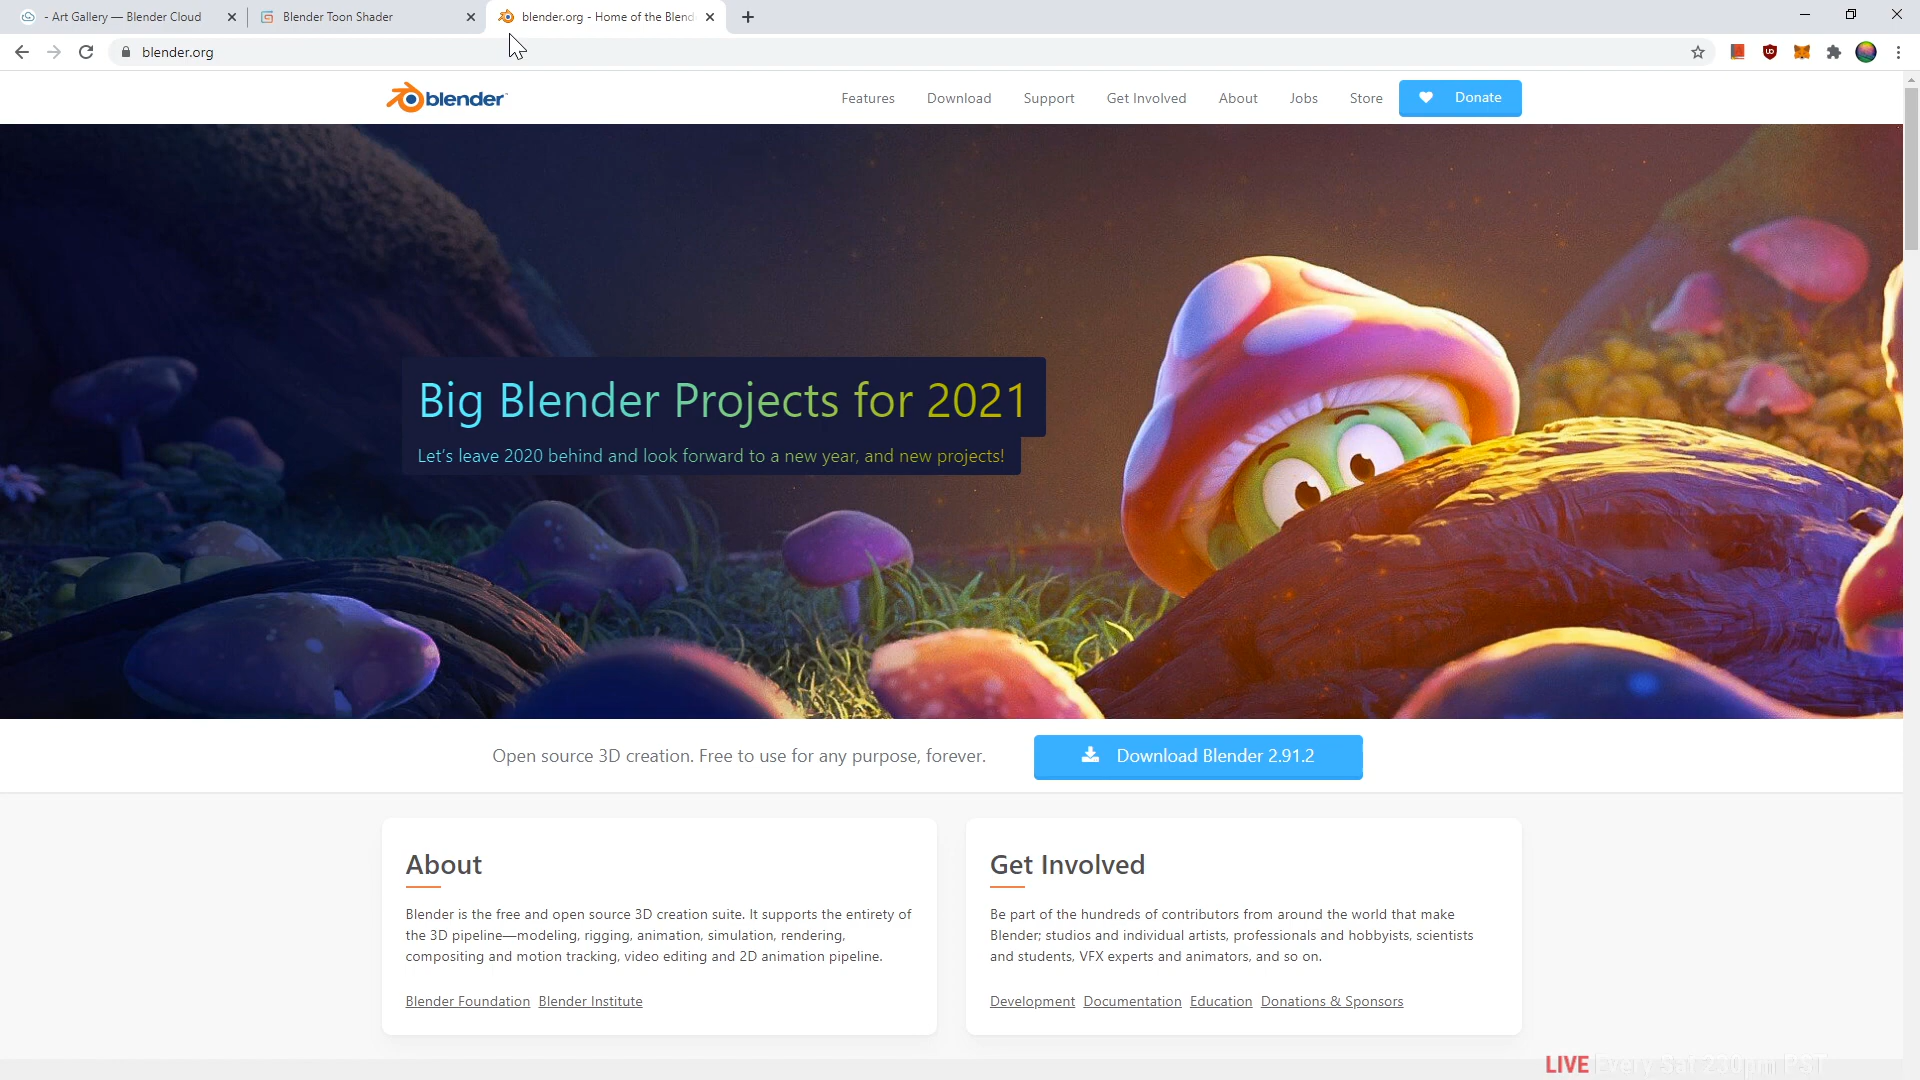 - Art Gallery — Blender Cloud
Blender Toon Shader
blender.org - Home of the Blend
blender.org
blender
Features
Download
Support
Get Involved
About
Jobs
Store
Donate
Big Blender Projects for 2021
Let's leave 2020 behind and look forward to a new year, and new projects!
Open source 3D creation. Free to use for any purpose, forever.
Download Blender 2.91.2
About
Blender is the free and open source 3D creation suite. It supports the entirety of
the 3D pipeline—modeling, rigging, animation, simulation, rendering,
compositing and motion tracking, video editing and 2D animation pipeline.
Blender Foundation Blender Institute
Get Involved
Be part of the hundreds of contributors from around the world that make
Blender; studios and individual artists, professionals and hobbyists, scientists
and students, VFX experts and animators, and so on.
Development Documentation Education Donations & Sponsors
LIVE Every Sat 230pm PST